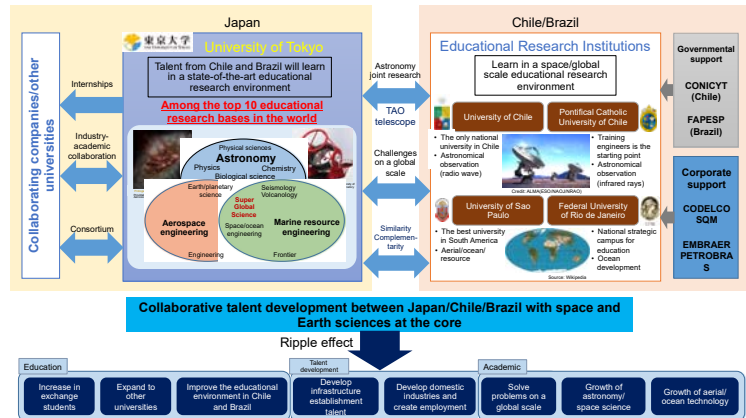 Japan
Chile/Brazil
東京大学
University of Tokyo
Talent from Chile and Brazil will learn
in a state-of-the-art educational
research environment
Among the top 10 educational
research bases in the world
Physical sciences
Astronomy
Physics
Chemistry
Biological science
Earth/planetary
science
Seismology
Volcanology
Super
Global
Science
Aerospace
engineering
Space/ocean
engineering
Marine resource
engineering
Engineering
Frontier
Collaborating companies/other
universities
Internships
Industry-
academic
collaboration
Consortium
Astronomy
joint research
TAO
telescope
Challenges
on a global
scale
Similarity
Complemen-
tarity
Educational Research Institutions
Learn in a space/global
scale educational research
environment
University of Chile
Pontifical Catholic
University of Chile
• The only national
university in Chile
• Astronomical
observation
(radio wave)
• Training
engineers is the
starting point
• Astronomical
observation
(infrared rays)
Credit: ALMA(ESO/NAOJ/NRAO)
University of Sao
Paulo
Federal University
of Rio de Janeiro
• The best university
in South America
• Aerial/ocean/
resource
• National strategic
campus for
education
• Ocean
development
Source: Wikipedia
Governmental
support
CONICYT
(Chile)
FAPESP
(Brazil)
Corporate
support
CODELCO
SQM
EMBRAER
PETROBRA
S
Collaborative talent development between Japan/Chile/Brazil with space and
Earth sciences at the core
Ripple effect
Education
Increase in
exchange
students
Expand to
other
universities
Improve the educational
environment in Chile
and Brazil
Talent
development
Develop
infrastructure
establishment
talent
Develop domestic
industries and
create employment
Academic
Solve
problems on a
global scale
Growth of
astronomy/
space science
Growth of aerial/
ocean technology